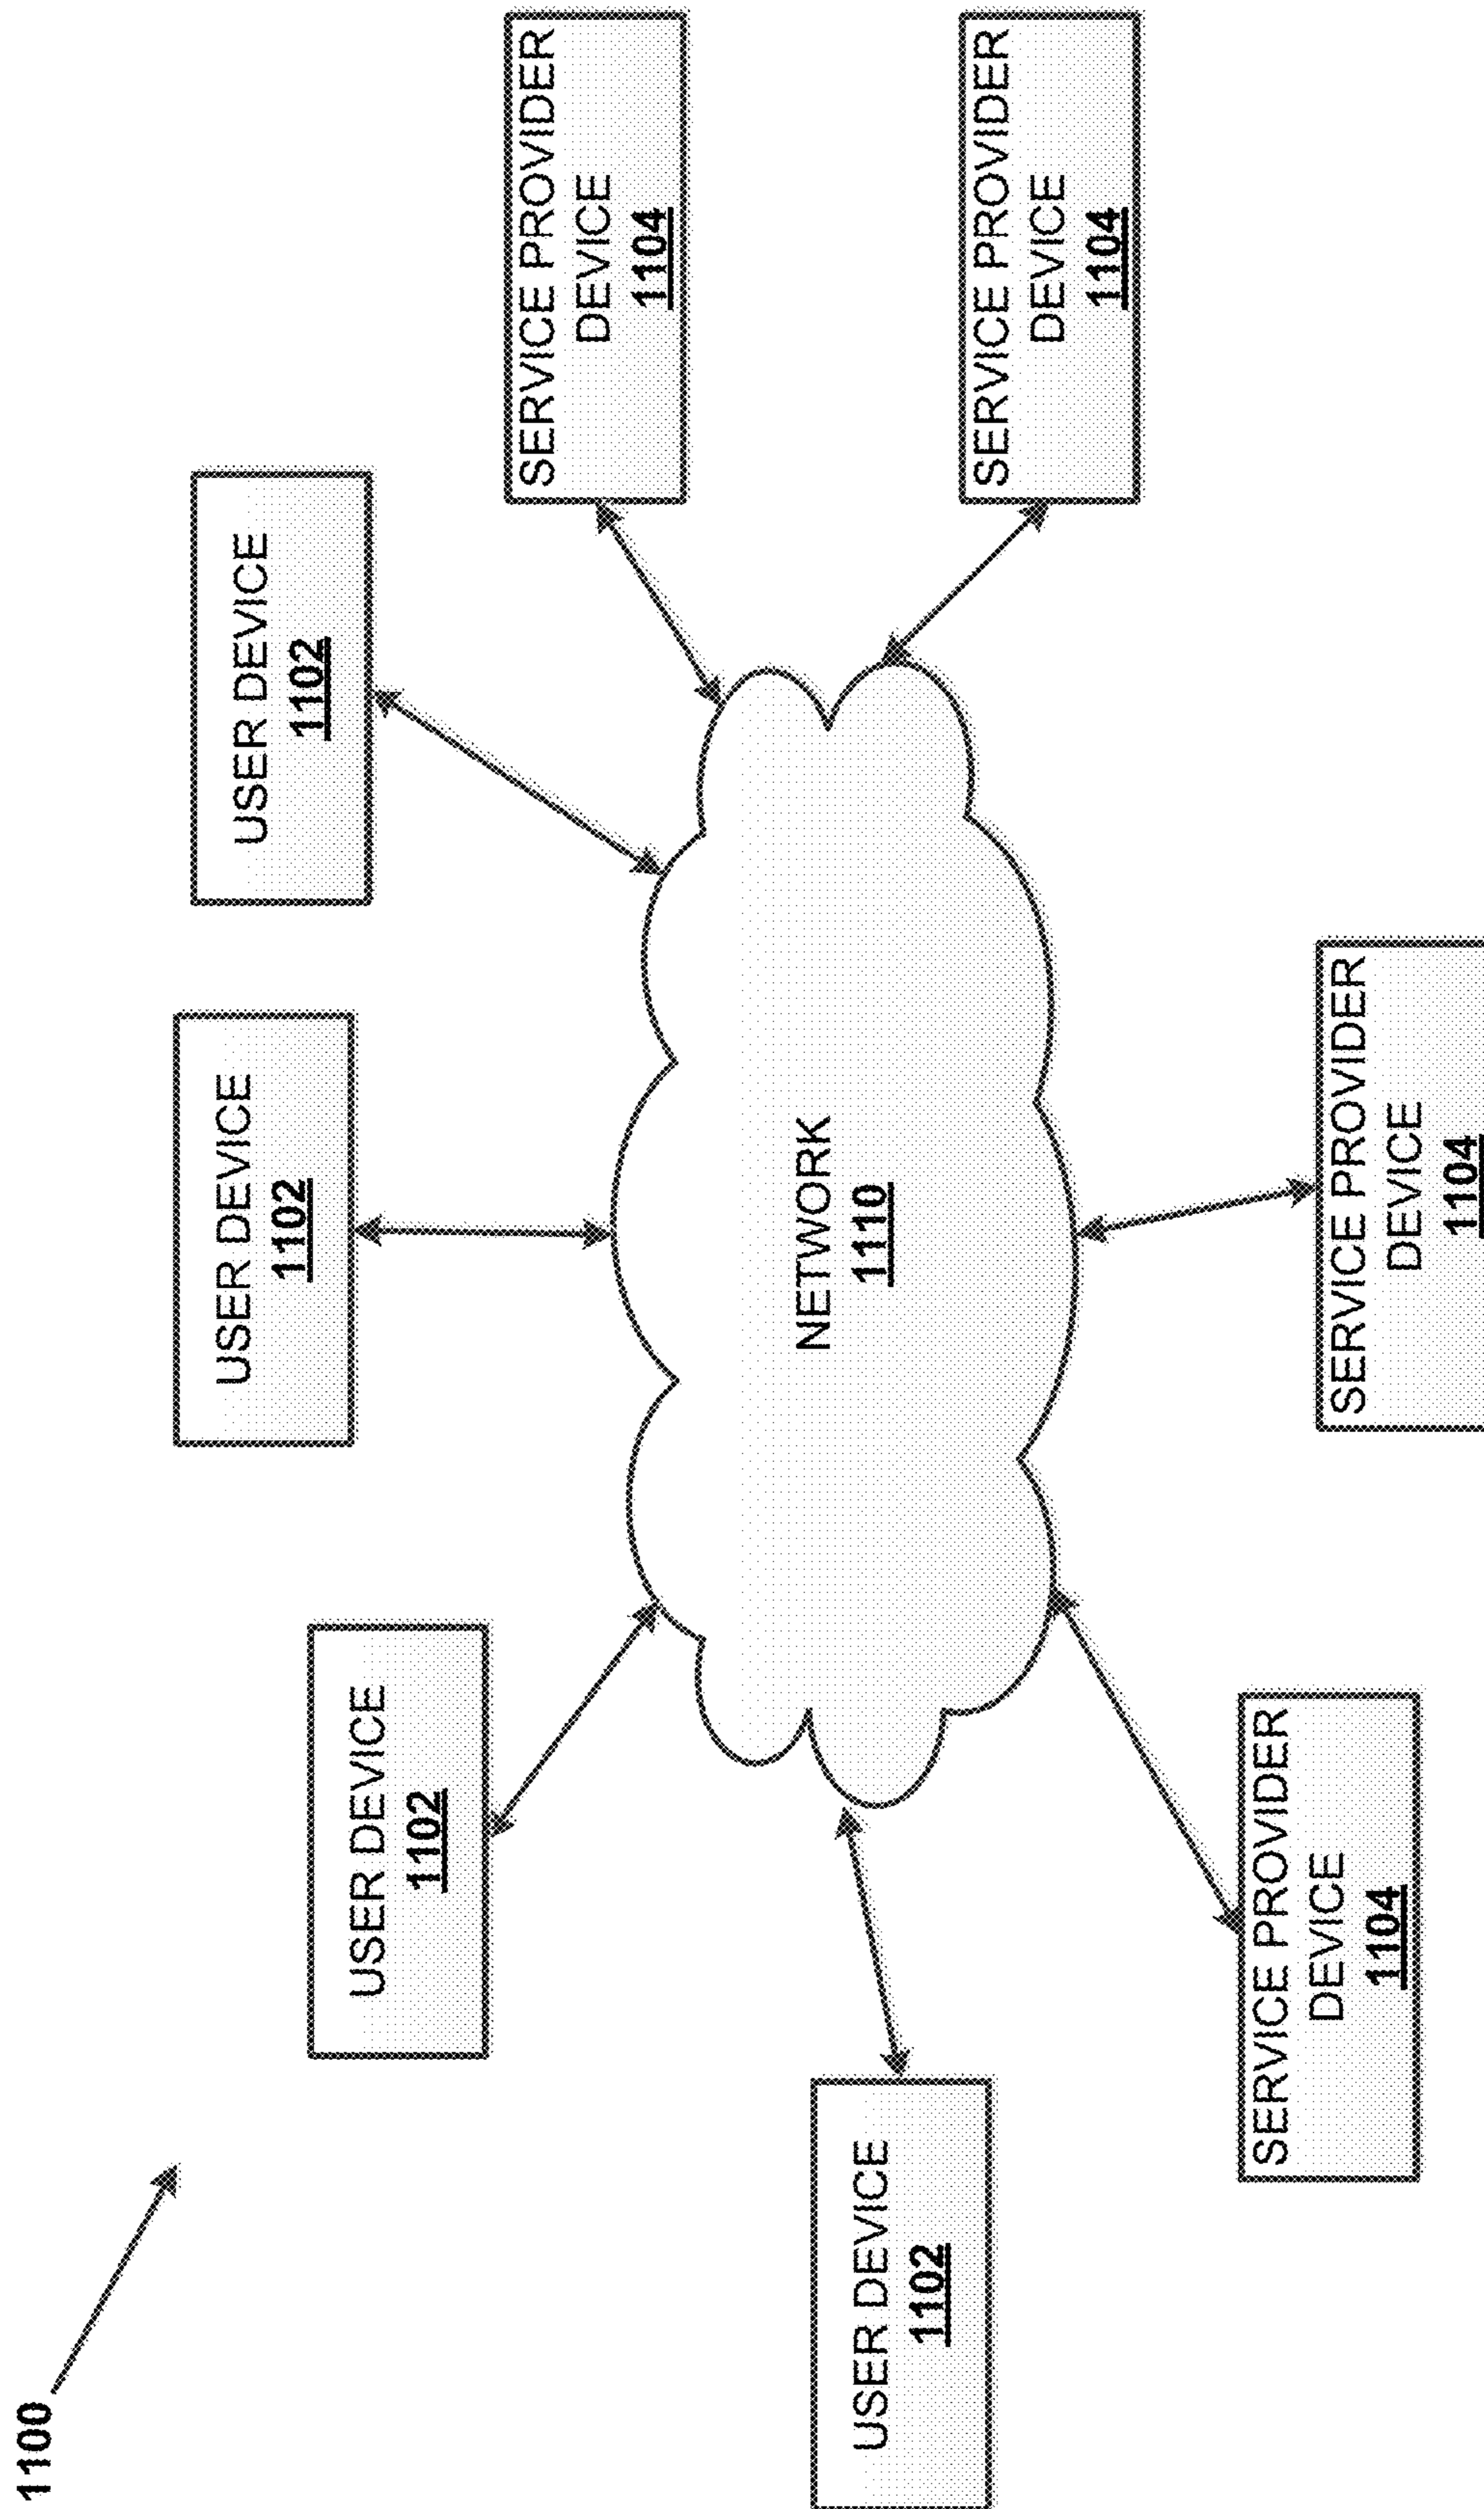 1100
USER DEVICE
1102
USER DEVICE
1102
USER DEVICE
1102
USER DEVICE
1102
NETWORK
1110
SERVICE PROVIDER
DEVICE
1104
SERVICE PROVIDER
DEVICE
1104
SERVICE PROVIDER
DEVICE
1104
SERVICE PROVIDER
DEVICE
1104